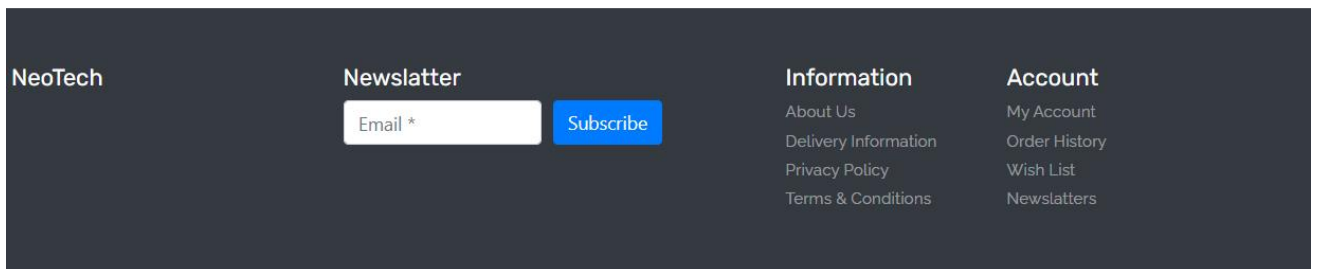 NeoTech
Newslatter
Email *
Subscribe
Information
About Us
Delivery Information
Privacy Policy
Terms & Conditions
Account
My Account
Order History
Wish List
Newslatters